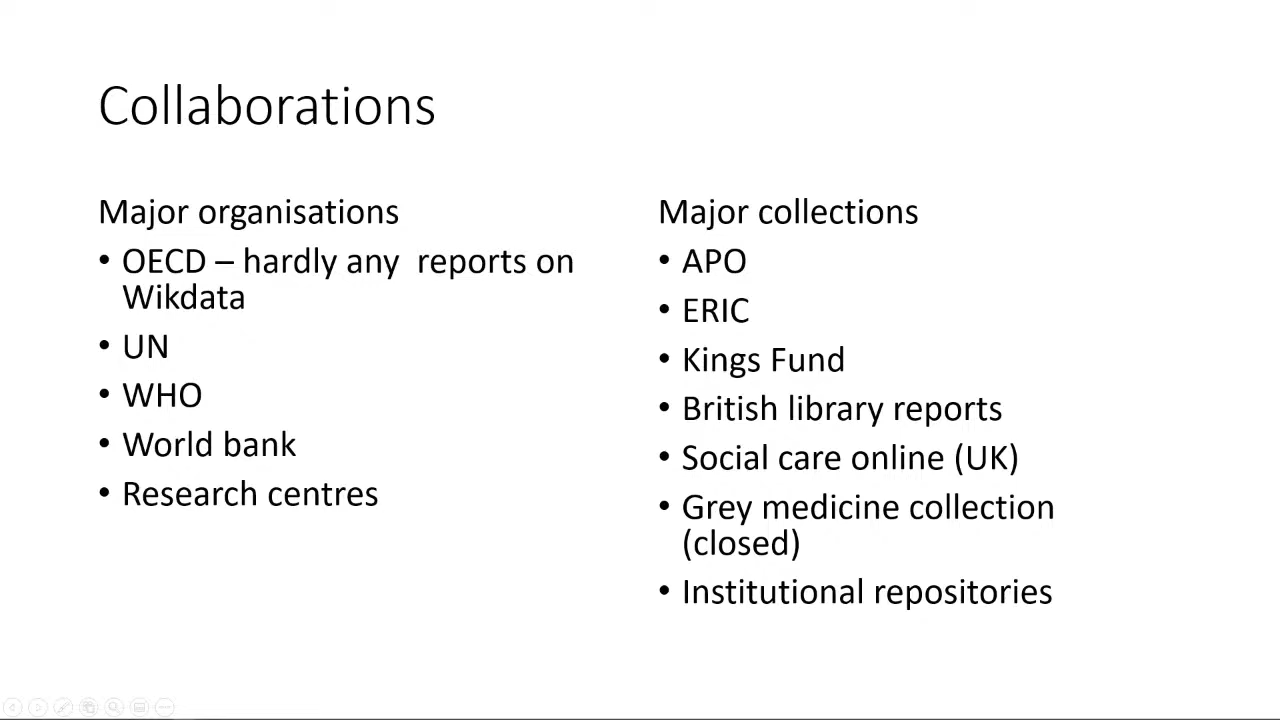 Collaborations
Major organisations
• OECD – hardly any  reports on
Wikdata
• UN
• WHO
• World bank
• Research centres
Major collections
• APO
• ERIC
• Kings Fund
• British library reports
• Social care online (UK)
• Grey medicine collection
(closed)
• Institutional repositories